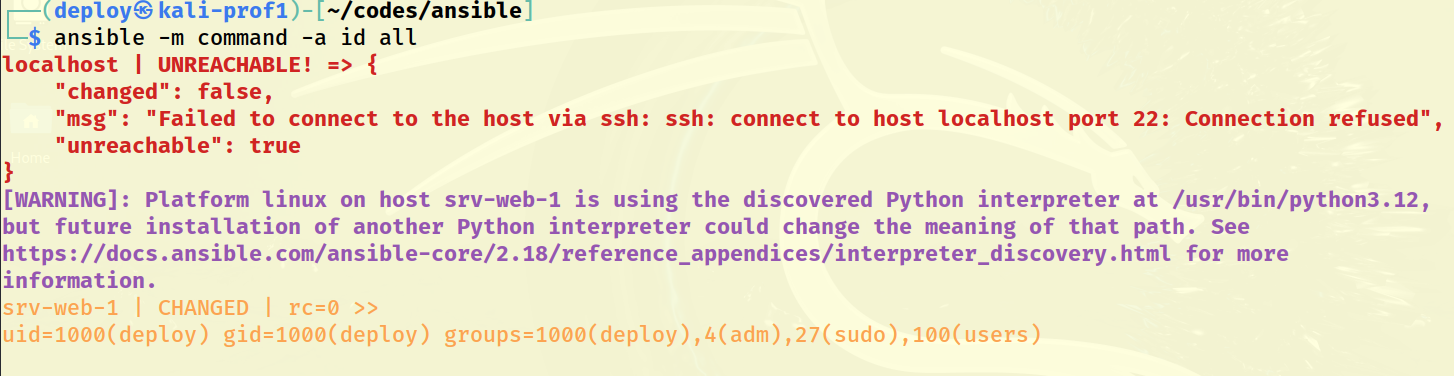 ┌──(deploy㉿kali-prof1)-[~/codes/ansible]
└─$ ansible -m command -a id all
localhost | UNREACHABLE! => {
    "changed": false,
    "msg": "Failed to connect to the host via ssh: ssh: connect to host localhost port 22: Connection refused",
    "unreachable": true
}
[WARNING]: Platform linux on host srv-web-1 is using the discovered Python interpreter at /usr/bin/python3.12,
but future installation of another Python interpreter could change the meaning of that path. See
https://docs.ansible.com/ansible-core/2.18/reference_appendices/interpreter_discovery.html for more
information.
srv-web-1 | CHANGED | rc=0 >>
uid=1000(deploy) gid=1000(deploy) groups=1000(deploy),4(adm),27(sudo),100(users)
Home